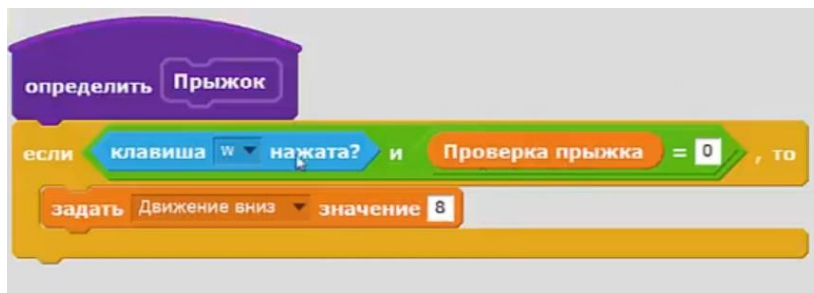 определить Прыжок
если клавиша w нажата? и Проверка прыжка = 0 , то
задать Движение вниз значение 8